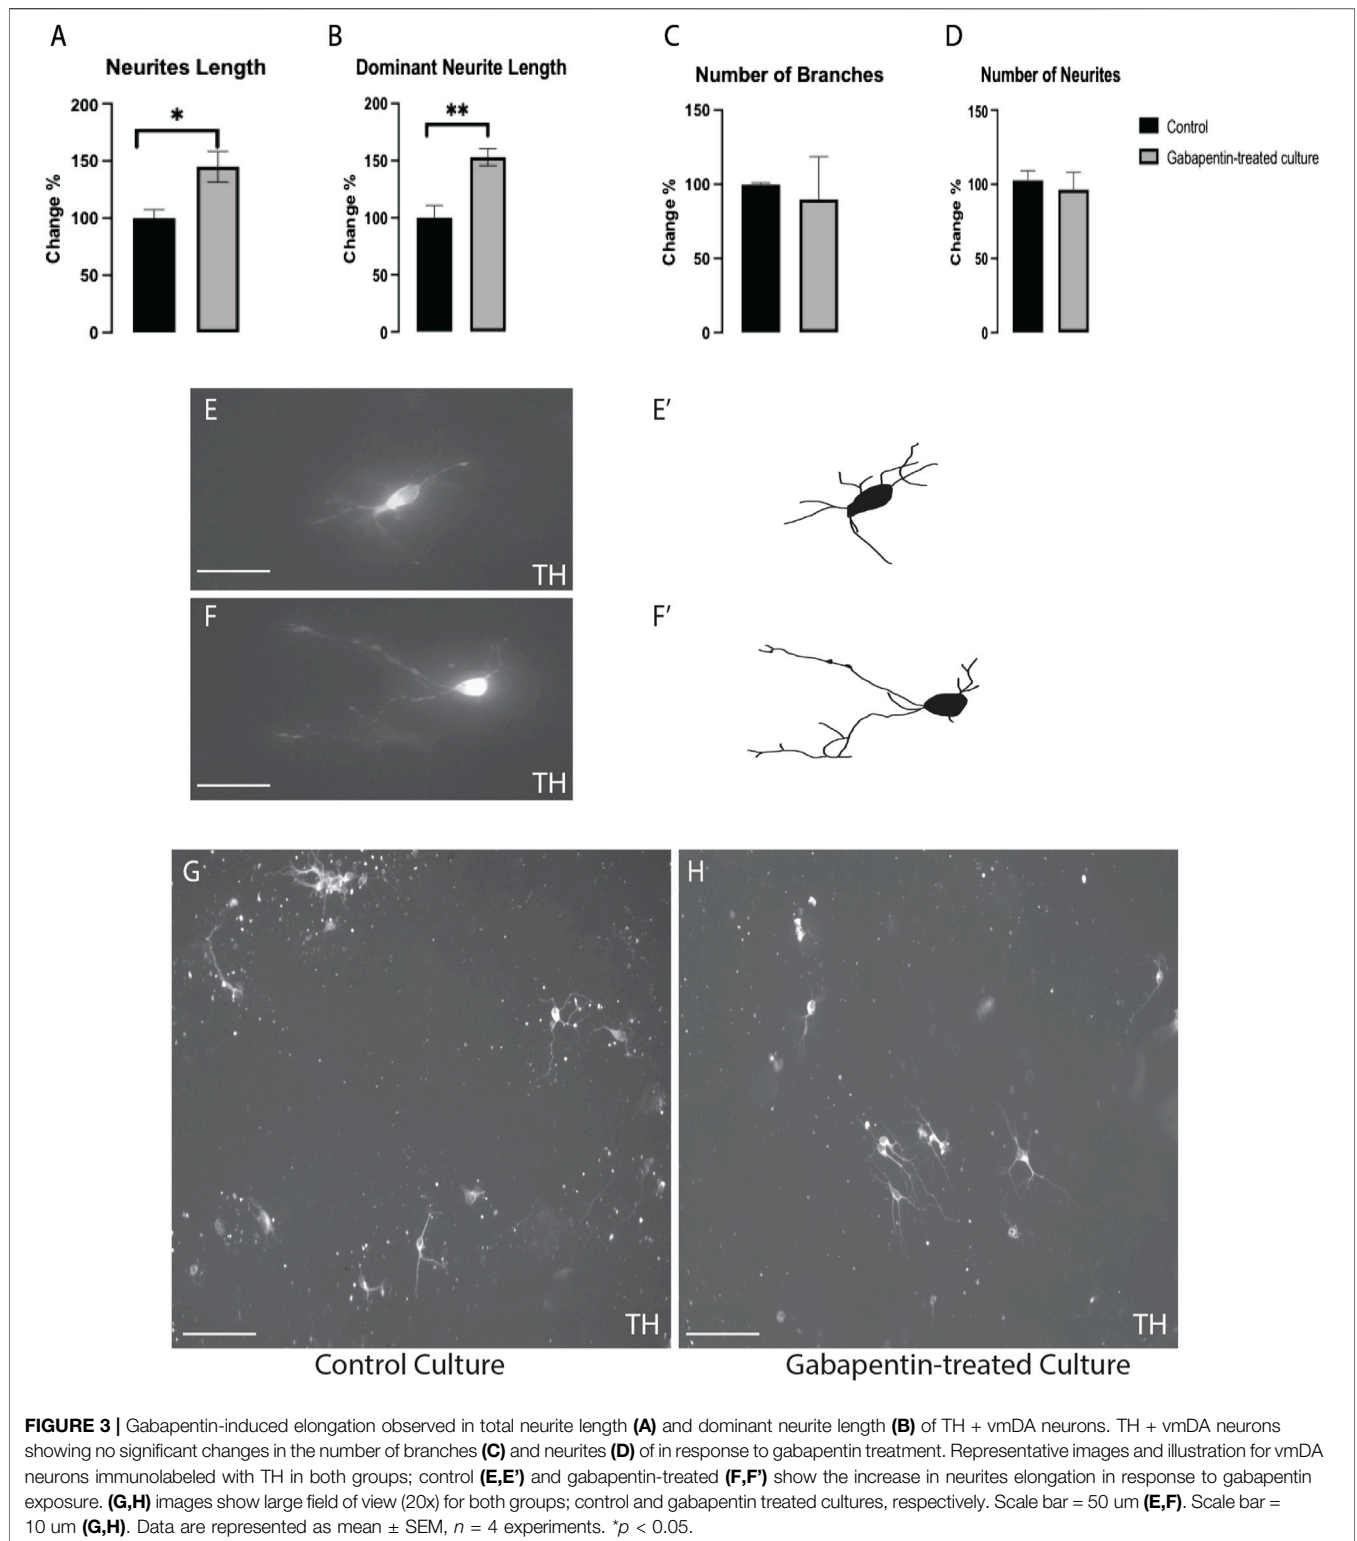 A
B
C
D
Neurites Length
Dominant Neurite Length
Number of Branches
Number of Neurites
200
150
100
50
0
Change %
*
200
150
100
50
0
Change %
**
150
100
50
0
Change %
150
100
50
0
Change %
Control
Gabapentin-treated culture
E
TH
E′
F
TH
F′
G
TH
H
TH
Control Culture
Gabapentin-treated Culture
FIGURE 3 | Gabapentin-induced elongation observed in total neurite length (A) and dominant neurite length (B) of TH + vmDA neurons. TH + vmDA neurons
showing no significant changes in the number of branches (C) and neurites (D) of in response to gabapentin treatment. Representative images and illustration for vmDA
neurons immunolabeled with TH in both groups; control (E,E’) and gabapentin-treated (F,F’) show the increase in neurites elongation in response to gabapentin
exposure. (G,H) images show large field of view (20x) for both groups; control and gabapentin treated cultures, respectively. Scale bar = 50 um (E,F). Scale bar =
10 um (G,H). Data are represented as mean ± SEM, n = 4 experiments. *p < 0.05.